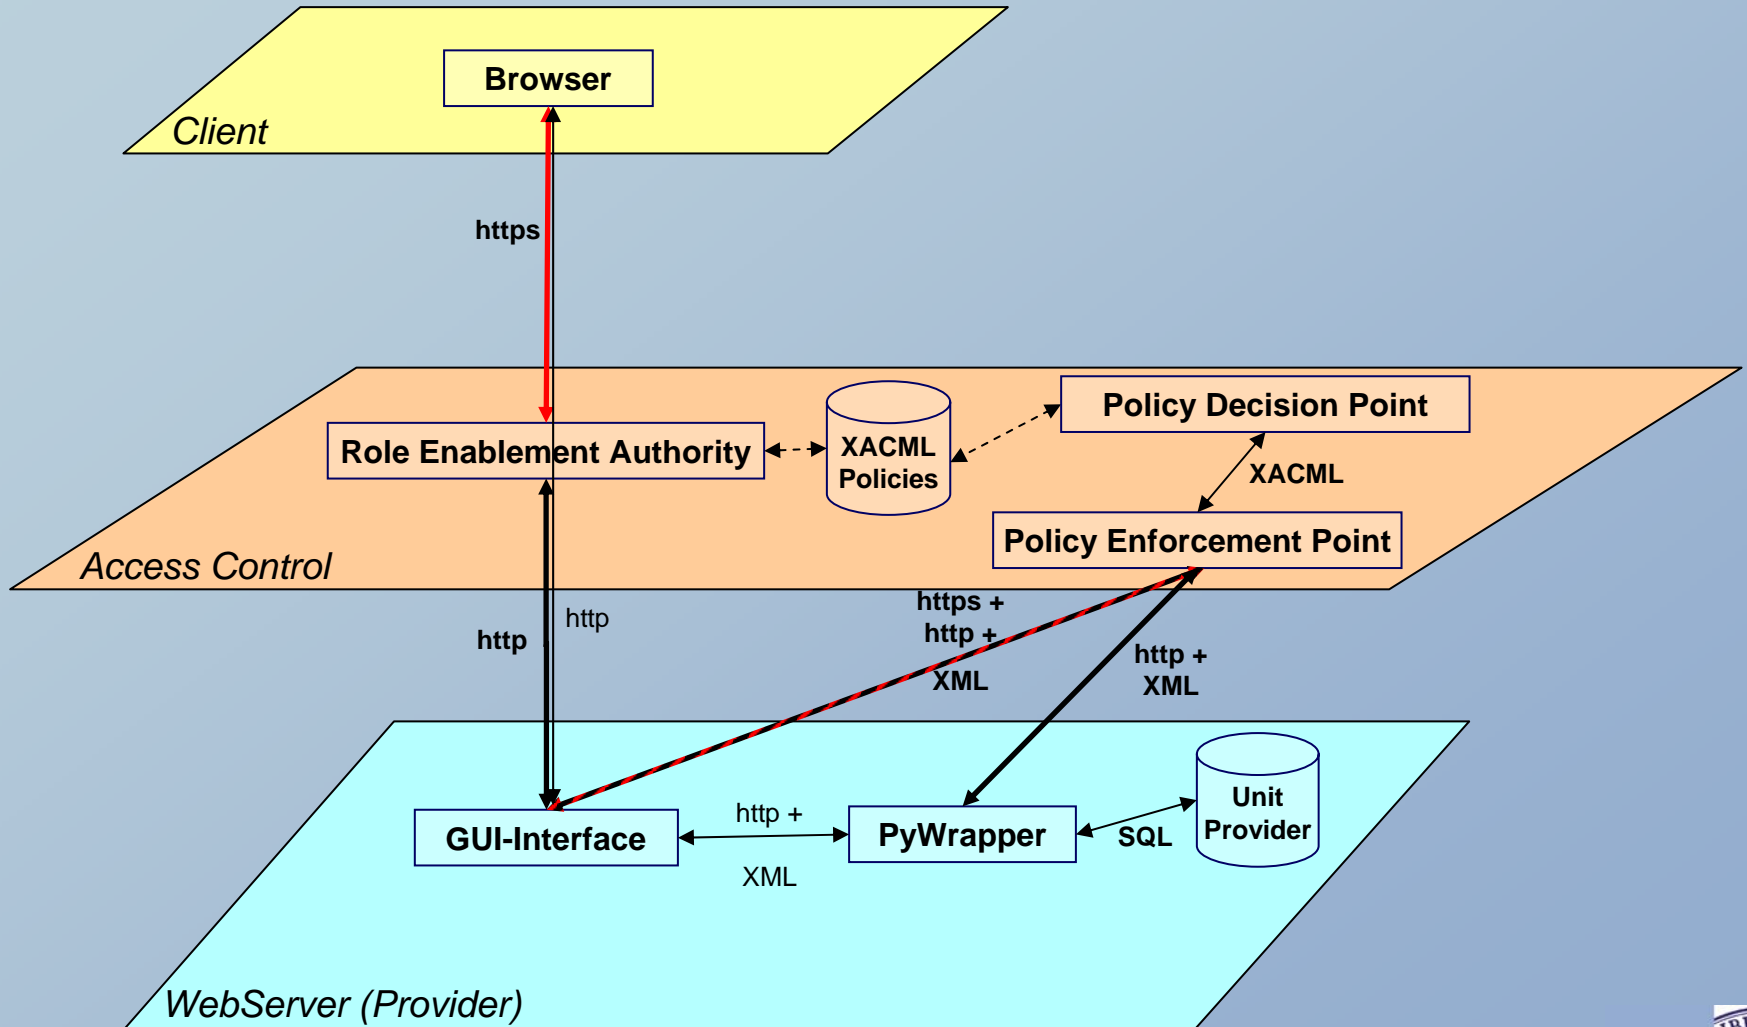 Browser
Client
https
Policy Decision Point
Role Enablement Authority
XACML
Policies
XACML
Policy Enforcement Point
Access Control
https +
http +
XML
http
http
http +
XML
Unit
Provider
http +
XML
GUI-Interface
PyWrapper
SQL
WebServer (Provider)